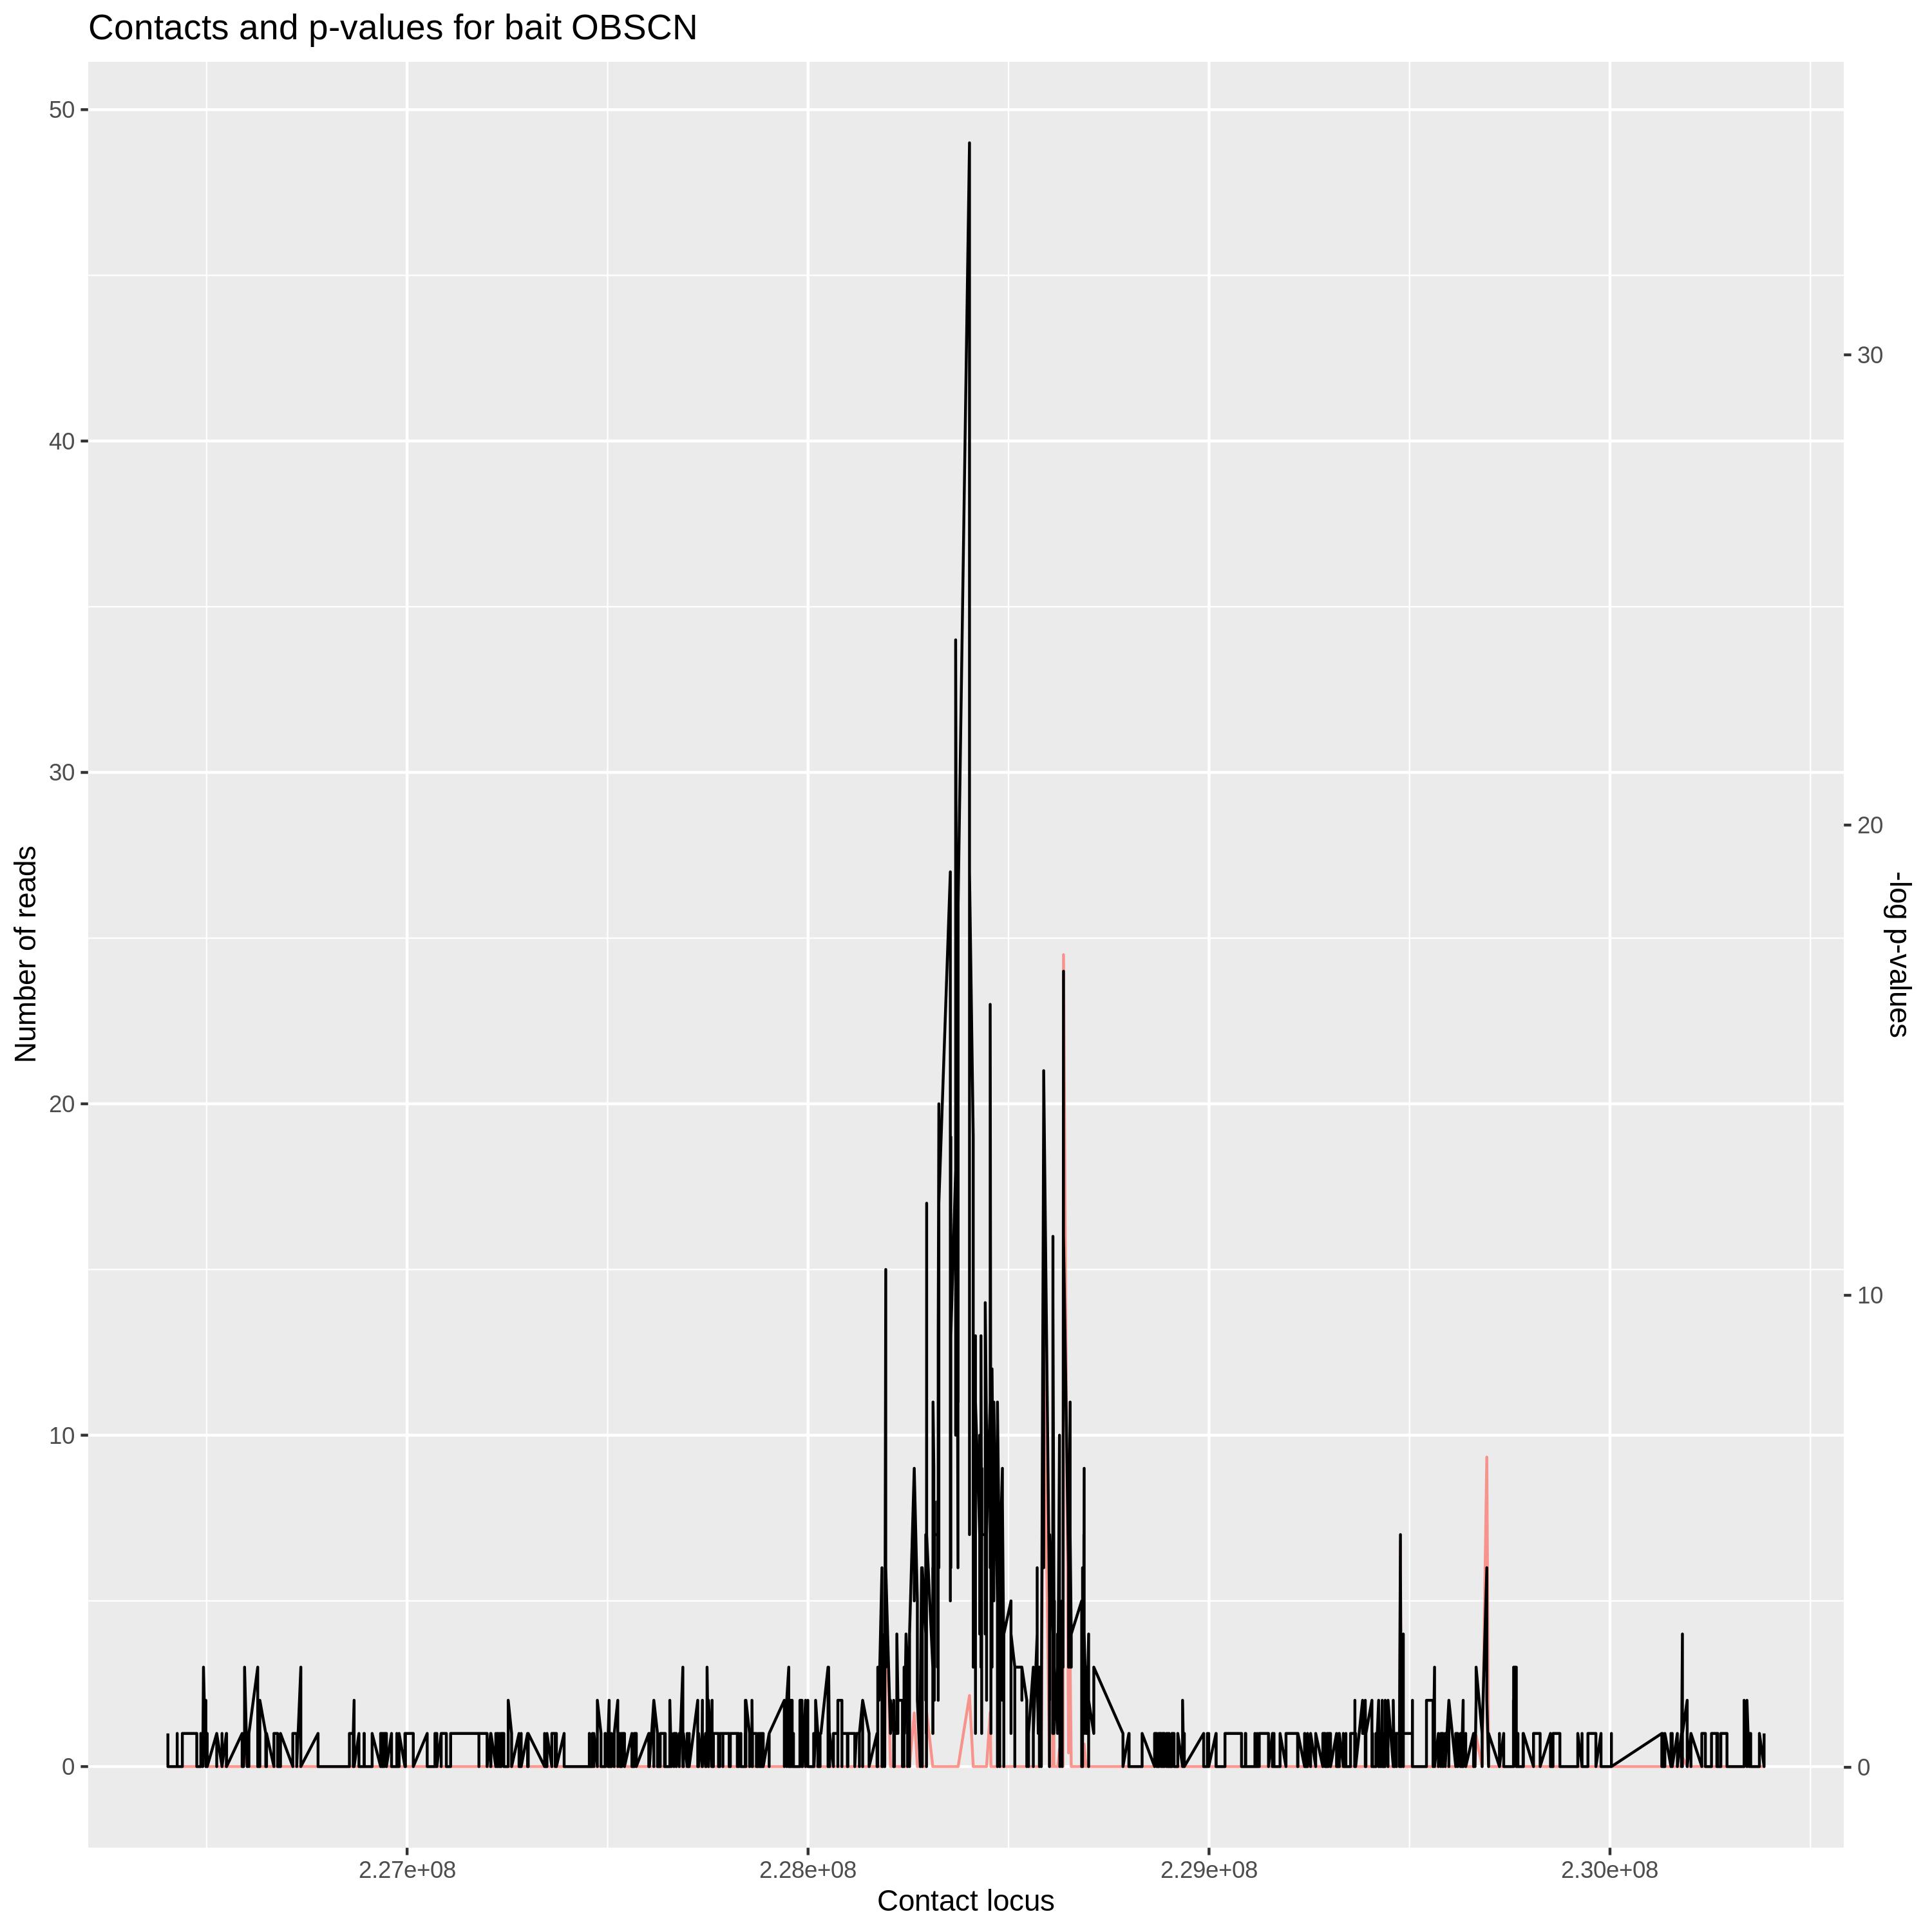 Contacts and p-values for bait OBSCN
50
40
30
20
10
0
Number of reads
30
20
10
0
-log p-values
2.27e+08
2.28e+08
2.29e+08
2.30e+08
Contact locus